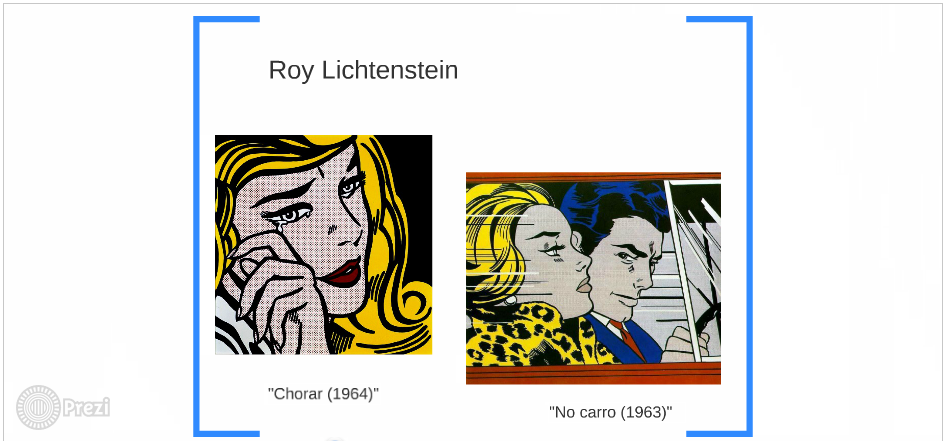 Roy Lichtenstein
"Chorar (1964)"
"No carro (1963)"
Prezi